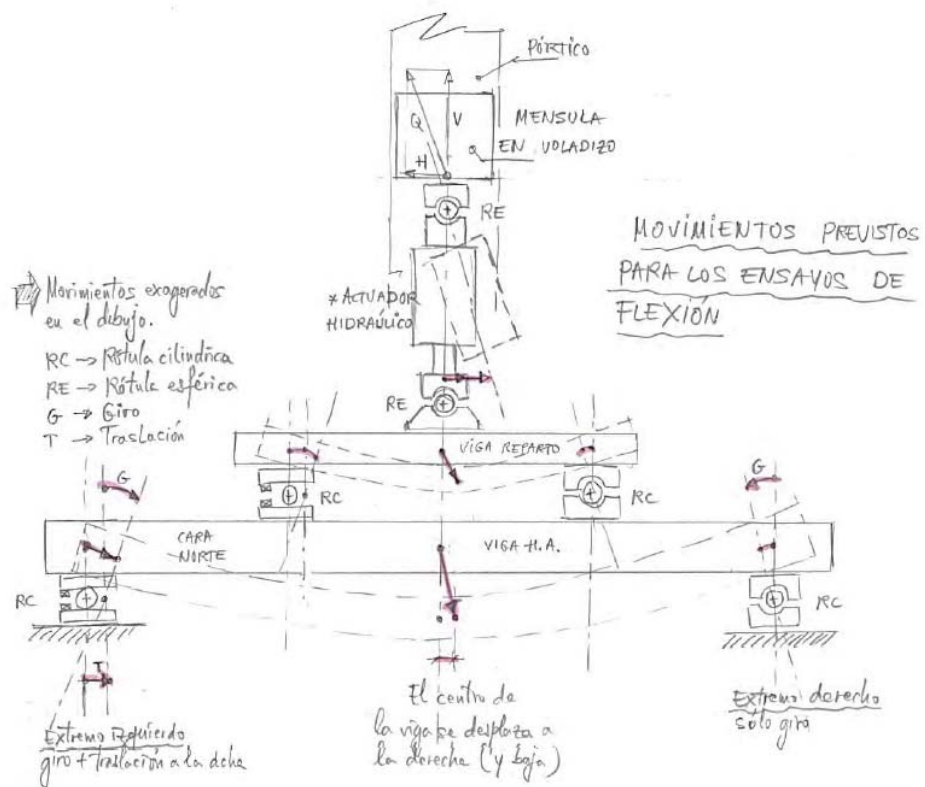 PÓRTICO
MENSULA
EN VOLADIZO
Q
V
H
RE
MOVIMIENTOS PREVISTOS
PARA LOS ENSAYOS DE
FLEXIÓN
Movimientos exagerados
en el dibujo.
RC → Rótula cilíndrica
RE → Rótula esférica
G → Giro
T → Traslación
* ACTUADOR
HIDRAÚLICO
RE
VIGA REPARTO
G
RC
RC
G
CARA
NORTE
VIGA H.A.
RC
RC
T
Extremo izquierdo
giro + Traslación a la dcha
El centro de
la viga se desplaza a
la derecha (y baja)
Extremo derecho
sólo giro